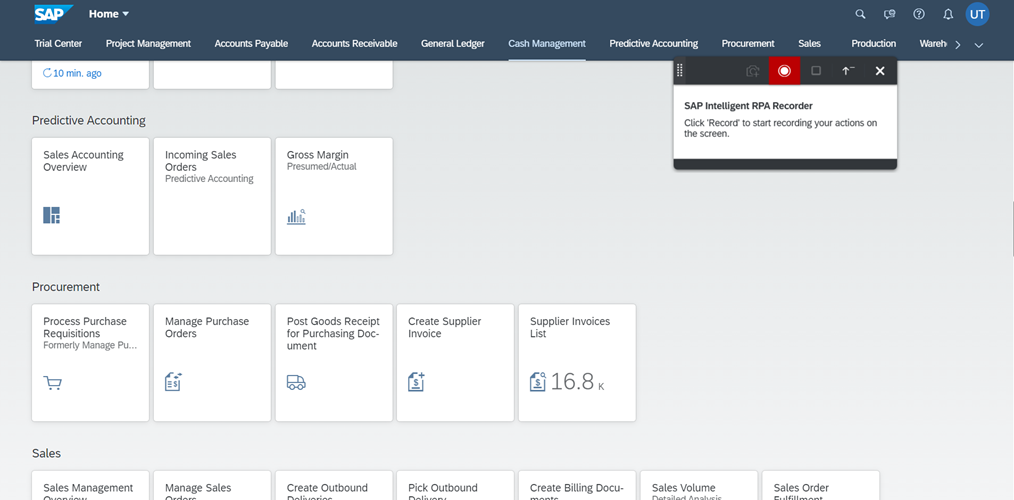 SAP Home
Trial Center Project Management Accounts Payable Accounts Receivable General Ledger Cash Management Predictive Accounting Procurement Sales Production Wareh
UT
10 min. ago
SAP Intelligent RPA Recorder
Click 'Record' to start recording your actions on
the screen.
Predictive Accounting
Sales Accounting
Overview
Incoming Sales
Orders
Predictive Accounting
Gross Margin
Presumed/Actual
Procurement
Process Purchase
Requisitions
Formerly Manage Pu...
Manage Purchase
Orders
Post Goods Receipt
for Purchasing Doc-
ument
Create Supplier
Invoice
Supplier Invoices
List
16.8 K
Sales
Sales Management
Overview
Manage Sales
Orders
Create Outbound
Deliveries
Pick Outbound
Delivery
Create Billing Docu-
ments
Sales Volume
Detailed Analysis
Sales Order
Fulfillment